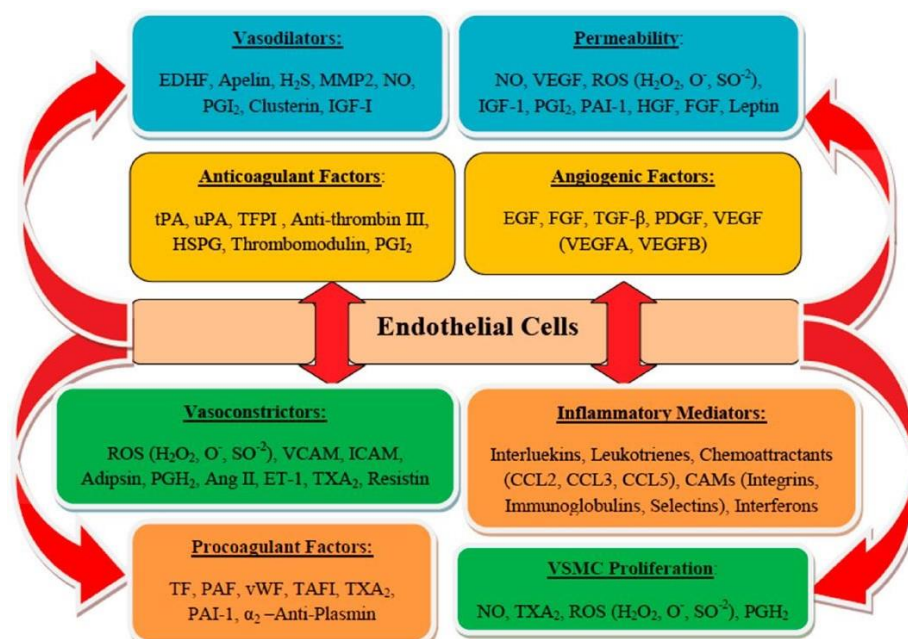 Vasodilators:
EDHF, Apelin, H₂S, MMP2, NO,
PGI₂, Clusterin, IGF-I
Permeability:
NO, VEGF, ROS (H₂O₂, O⁻, SO⁻²),
IGF-1, PGI₂, PAI-1, HGF, FGF, Leptin
Anticoagulant Factors:
tPA, uPA, TFPI , Anti-thrombin III,
HSPG, Thrombomodulin, PGI₂
Angiogenic Factors:
EGF, FGF, TGF-β, PDGF, VEGF
(VEGFA, VEGFB)
Endothelial Cells
Vasoconstrictors:
ROS (H₂O₂, O⁻, SO⁻²), VCAM, ICAM,
Adipsin, PGH₂, Ang II, ET-1, TXA₂, Resistin
Inflammatory Mediators:
Interluekins, Leukotrienes, Chemoattractants
(CCL2, CCL3, CCL5), CAMs (Integrins,
Immunoglobulins, Selectins), Interferons
Procoagulant Factors:
TF, PAF, vWF, TAFI, TXA₂,
PAI-1, α₂ –Anti-Plasmin
VSMC Proliferation:
NO, TXA₂, ROS (H₂O₂, O⁻, SO⁻²), PGH₂